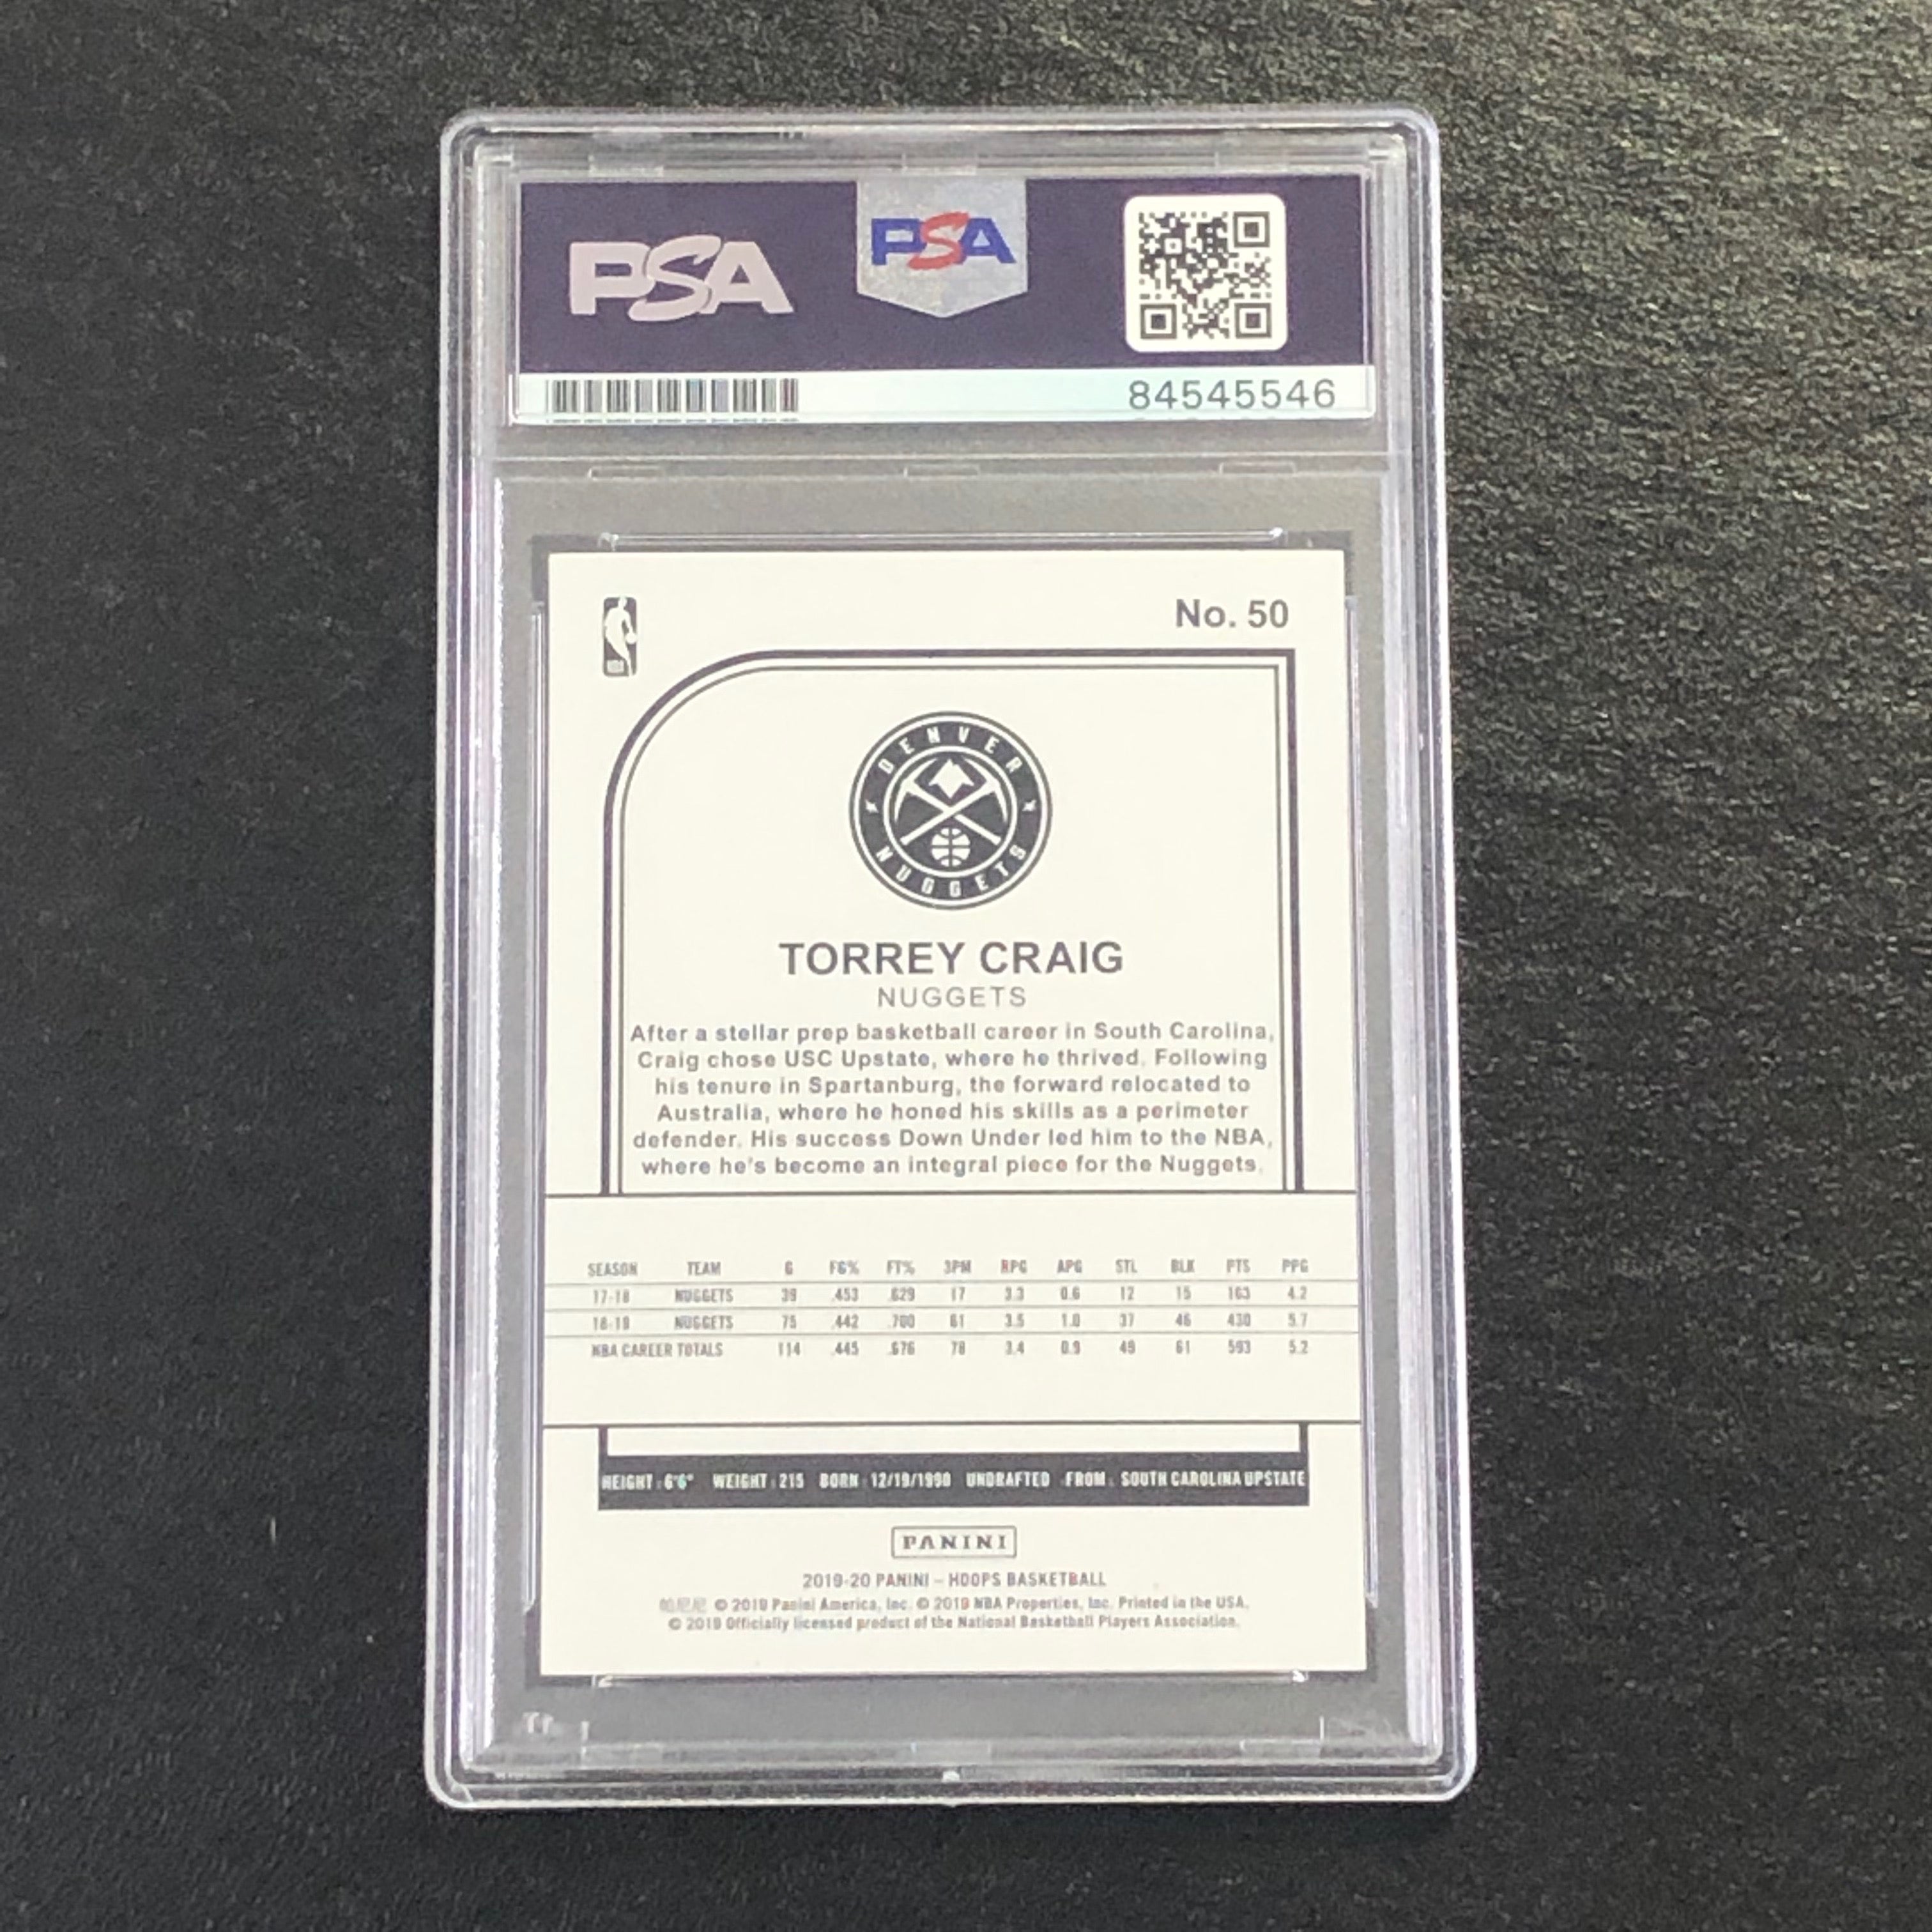 PSA
PSA
84545546
No. 50
NBA
DENVER
NUGGETS
TORREY CRAIG
NUGGETS
After a stellar prep basketball career in South Carolina,
Craig chose USC Upstate, where he thrived. Following
his tenure in Spartanburg, the forward relocated to
Australia, where he honed his skills as a perimeter
defender. His success Down Under led him to the NBA,
where he's become an integral piece for the Nuggets.
SEASON TEAM G FG% FT% 3PM RPG APG STL BLK PTS PPG
17-18 NUGGETS 39 .453 .629 17 3.3 0.6 12 15 163 4.2
18-19 NUGGETS 75 .442 .700 61 3.5 1.0 37 46 430 5.7
NBA CAREER TOTALS 114 .445 .676 78 3.4 0.9 49 61 593 5.2
HEIGHT: 6'6" WEIGHT: 215 BORN: 12/19/1990 UNDRAFTED FROM: SOUTH CAROLINA UPSTATE
PANINI
2019-20 PANINI – HOOPS BASKETBALL
帕尼尼 © 2019 Panini America, Inc. © 2019 NBA Properties, Inc. Printed in the USA.
© 2019 Officially licensed product of the National Basketball Players Association.